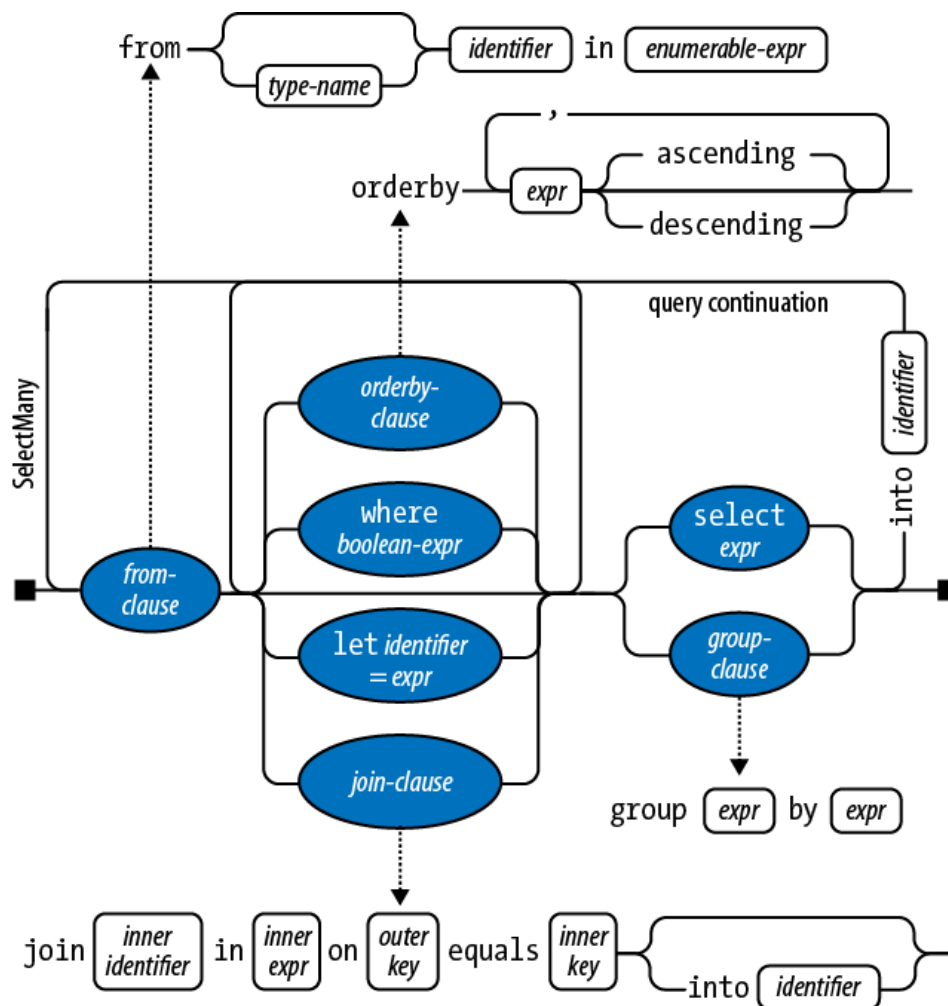 from type-name identifier in enumerable-expr
,
orderby expr ascending
descending
query continuation
SelectMany
identifier
into
orderby-
clause
where
boolean-expr
select
expr
from-
clause
let identifier
= expr
group-
clause
join-clause
group expr by expr
join inner
identifier in inner
expr on outer
key equals inner
key
into identifier